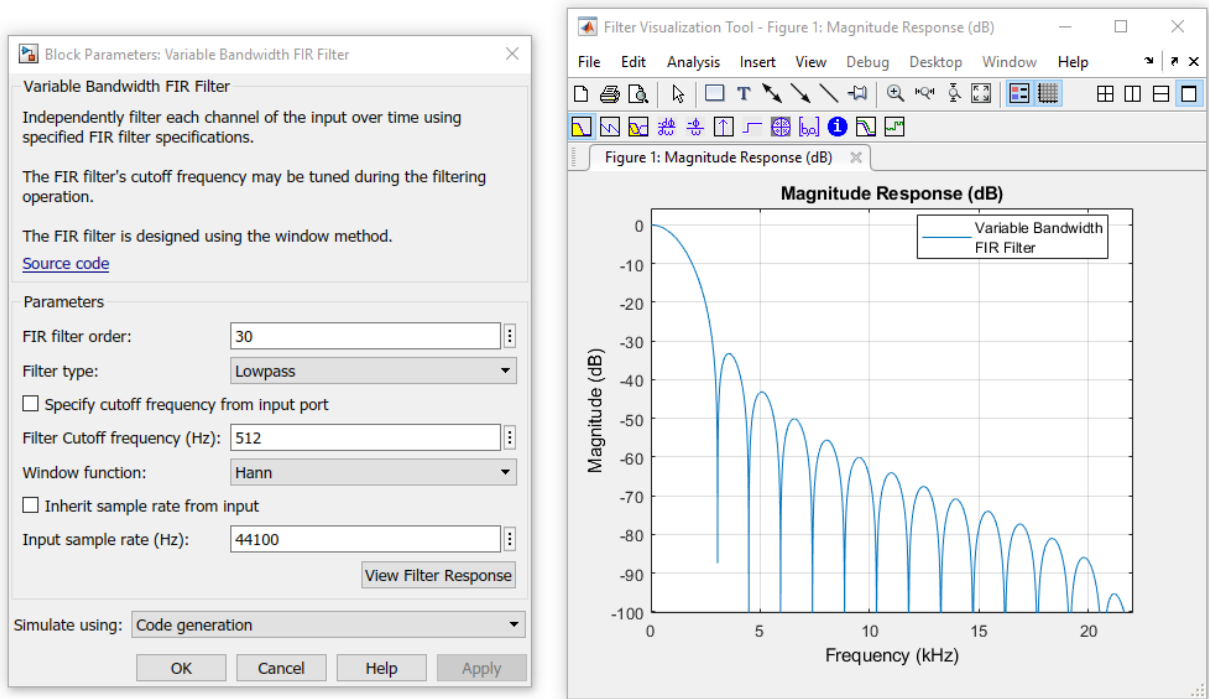 Block Parameters: Variable Bandwidth FIR Filter
Variable Bandwidth FIR Filter
Independently filter each channel of the input over time using
specified FIR filter specifications.
The FIR filter's cutoff frequency may be tuned during the filtering
operation.
The FIR filter is designed using the window method.
Source code
Parameters
FIR filter order: 30
Filter type: Lowpass
Specify cutoff frequency from input port
Filter Cutoff frequency (Hz): 512
Window function: Hann
Inherit sample rate from input
Input sample rate (Hz): 44100
View Filter Response
Simulate using: Code generation
OK Cancel Help Apply
Filter Visualization Tool - Figure 1: Magnitude Response (dB)
File Edit Analysis Insert View Debug Desktop Window Help
Figure 1: Magnitude Response (dB)
Magnitude Response (dB)
Variable Bandwidth
FIR Filter
Magnitude (dB)
0
-10
-20
-30
-40
-50
-60
-70
-80
-90
-100
0 5 10 15 20
Frequency (kHz)